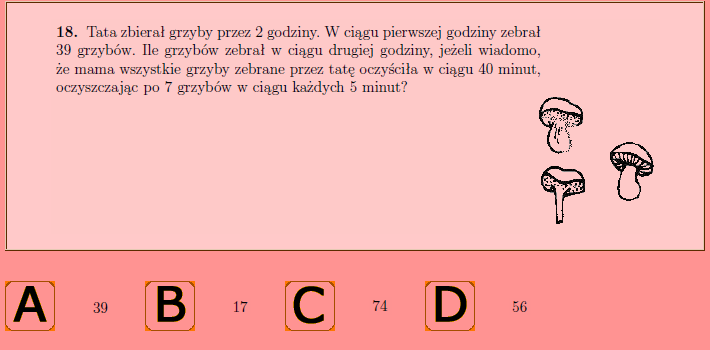 18. Tata zbierał grzyby przez 2 godziny. W ciągu pierwszej godziny zebrał
39 grzybów. Ile grzybów zebrał w ciągu drugiej godziny, jeżeli wiadomo,
że mama wszystkie grzyby zebrane przez tatę oczyściła w ciągu 40 minut,
oczyszczając po 7 grzybów w ciągu każdych 5 minut?
A 39 B 17 C 74 D 56